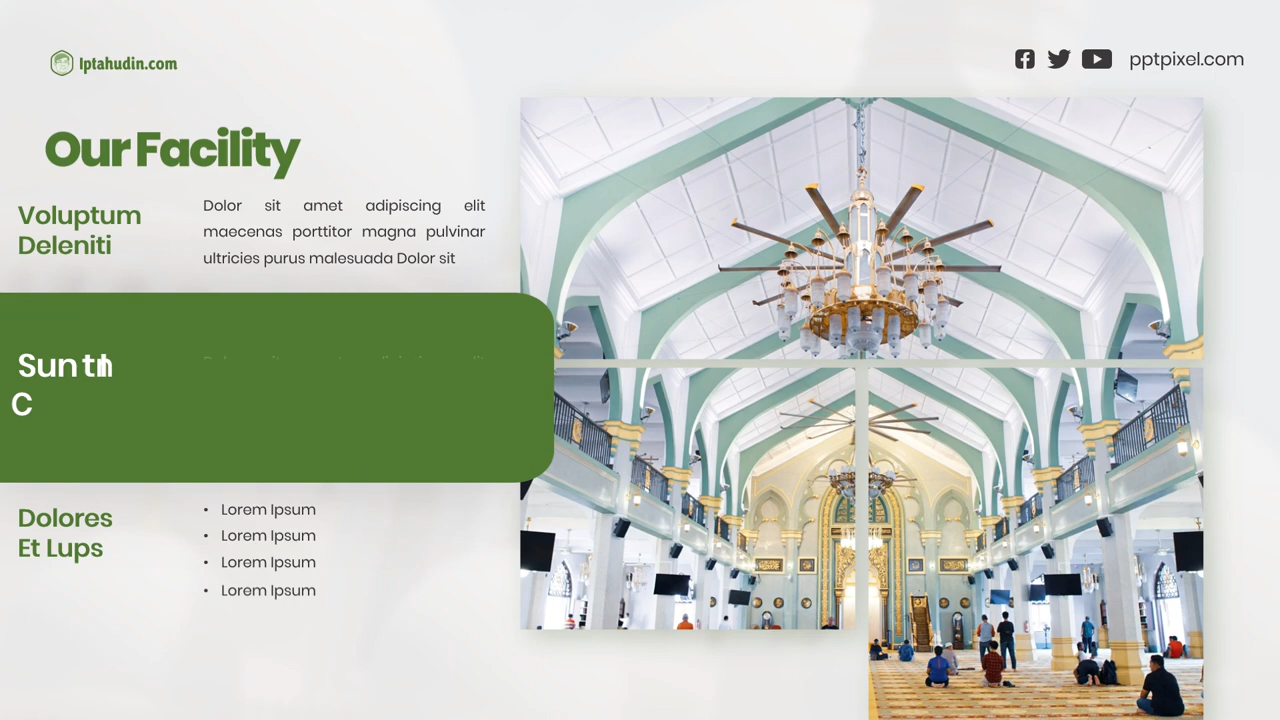 Iptahudin.com
pptpixel.com
Our Facility
Voluptum
Deleniti
Dolor sit amet adipiscing elit
maecenas porttitor magna pulvinar
ultricies purus malesuada Dolor sit
Dolores
Et Lups
• Lorem Ipsum
• Lorem Ipsum
• Lorem Ipsum
• Lorem Ipsum